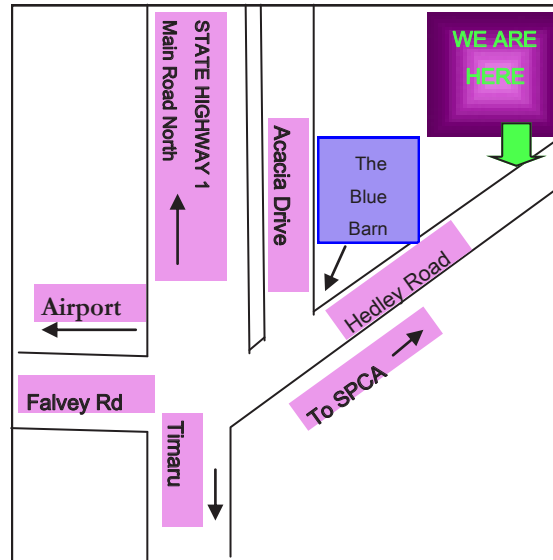 STATE HIGHWAY 1
Main Road North
Acacia Drive
WE ARE
HERE
The
Blue
Barn
Hedley Road
Airport
To SPCA
Falvey Rd
Timaru